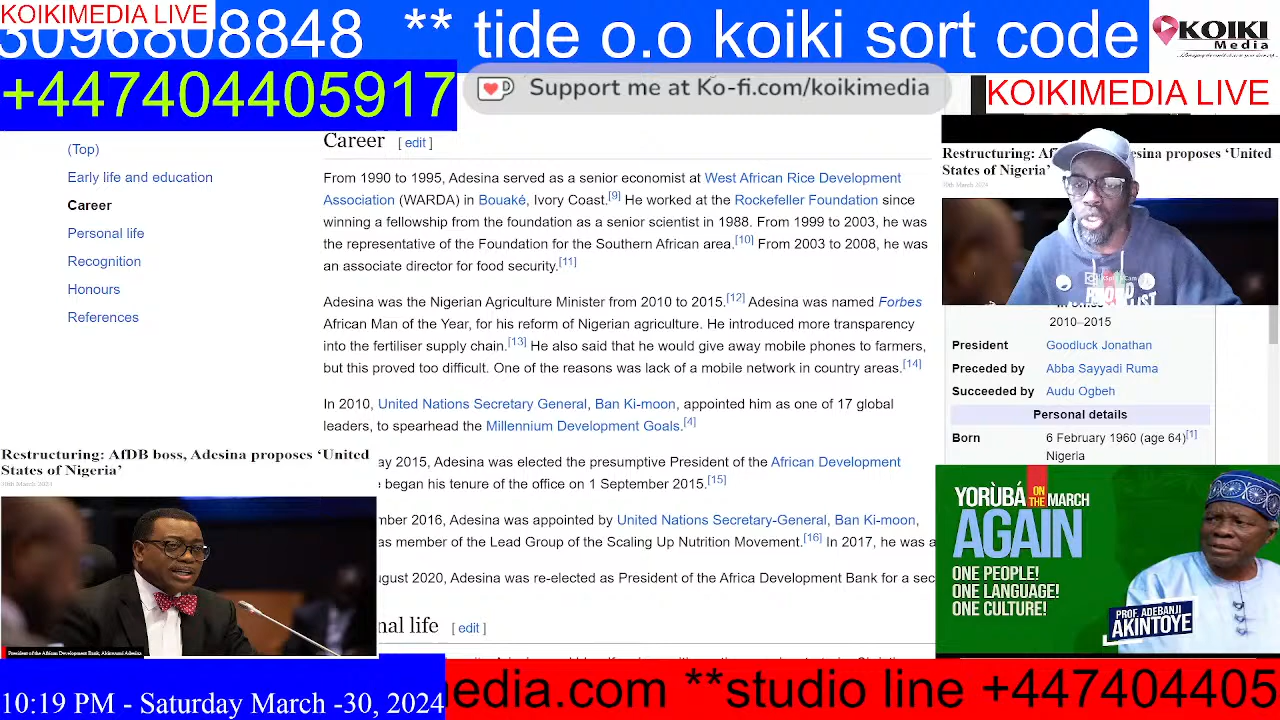 KOIKIMEDIA LIVE
3096808848 ** tide o.o koiki sort code
KOIKI
Media
+447404405917
Support me at Ko-fi.com/koikimedia
KOIKIMEDIA LIVE
(Top)
Early life and education
Career
Personal life
Recognition
Honours
References
Career [ edit ]
From 1990 to 1995, Adesina served as a senior economist at West African Rice Development
Association (WARDA) in Bouaké, Ivory Coast.[9] He worked at the Rockefeller Foundation since
winning a fellowship from the foundation as a senior scientist in 1988. From 1999 to 2003, he was
the representative of the Foundation for the Southern African area.[10] From 2003 to 2008, he was
an associate director for food security.[11]
Adesina was the Nigerian Agriculture Minister from 2010 to 2015.[12] Adesina was named Forbes
African Man of the Year, for his reform of Nigerian agriculture. He introduced more transparency
into the fertiliser supply chain.[13] He also said that he would give away mobile phones to farmers,
but this proved too difficult. One of the reasons was lack of a mobile network in country areas.[14]
In 2010, United Nations Secretary General, Ban Ki-moon, appointed him as one of 17 global
leaders, to spearhead the Millennium Development Goals.[4]
ay 2015, Adesina was elected the presumptive President of the African Development
began his tenure of the office on 1 September 2015.[15]
mber 2016, Adesina was appointed by United Nations Secretary-General, Ban Ki-moon,
as member of the Lead Group of the Scaling Up Nutrition Movement.[16] In 2017, he was a
ugust 2020, Adesina was re-elected as President of the Africa Development Bank for a sec
nal life [ edit ]
Restructuring: Af esina proposes ‘United
States of Nigeria’
30th March 2024
2010–2015
President Goodluck Jonathan
Preceded by Abba Sayyadi Ruma
Succeeded by Audu Ogbeh
Personal details
Born 6 February 1960 (age 64)[1]
Nigeria
Restructuring: AfDB boss, Adesina proposes ‘United
States of Nigeria’
30th March 2024
President of the African Development Bank, Akinwumi Adesina
YORÙBÁ ON THE MARCH
AGAIN
ONE PEOPLE!
ONE LANGUAGE!
ONE CULTURE!
PROF. ADEBANJI
AKINTOYE
10:19 PM - Saturday March -30, 2024
edia.com **studio line +447404405